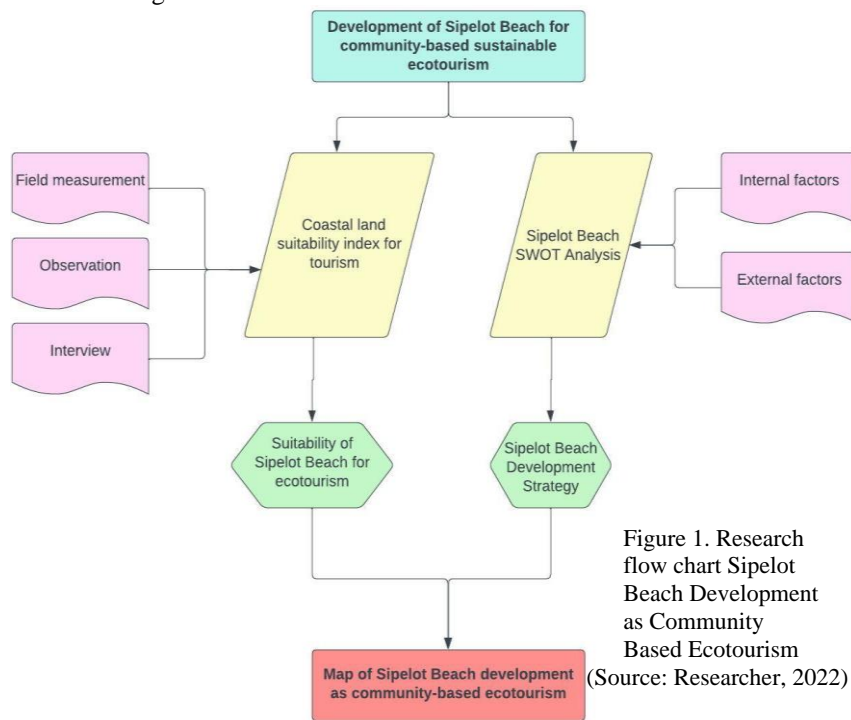 Development of Sipelot Beach for
community-based sustainable
ecotourism
Field measurement
Observation
Interview
Coastal land
suitability index for
tourism
Sipelot Beach
SWOT Analysis
Internal factors
External factors
Suitability of
Sipelot Beach for
ecotourism
Sipelot Beach
Development
Strategy
Map of Sipelot Beach development
as community-based ecotourism
Figure 1. Research
flow chart Sipelot
Beach Development
as Community
Based Ecotourism
(Source: Researcher, 2022)